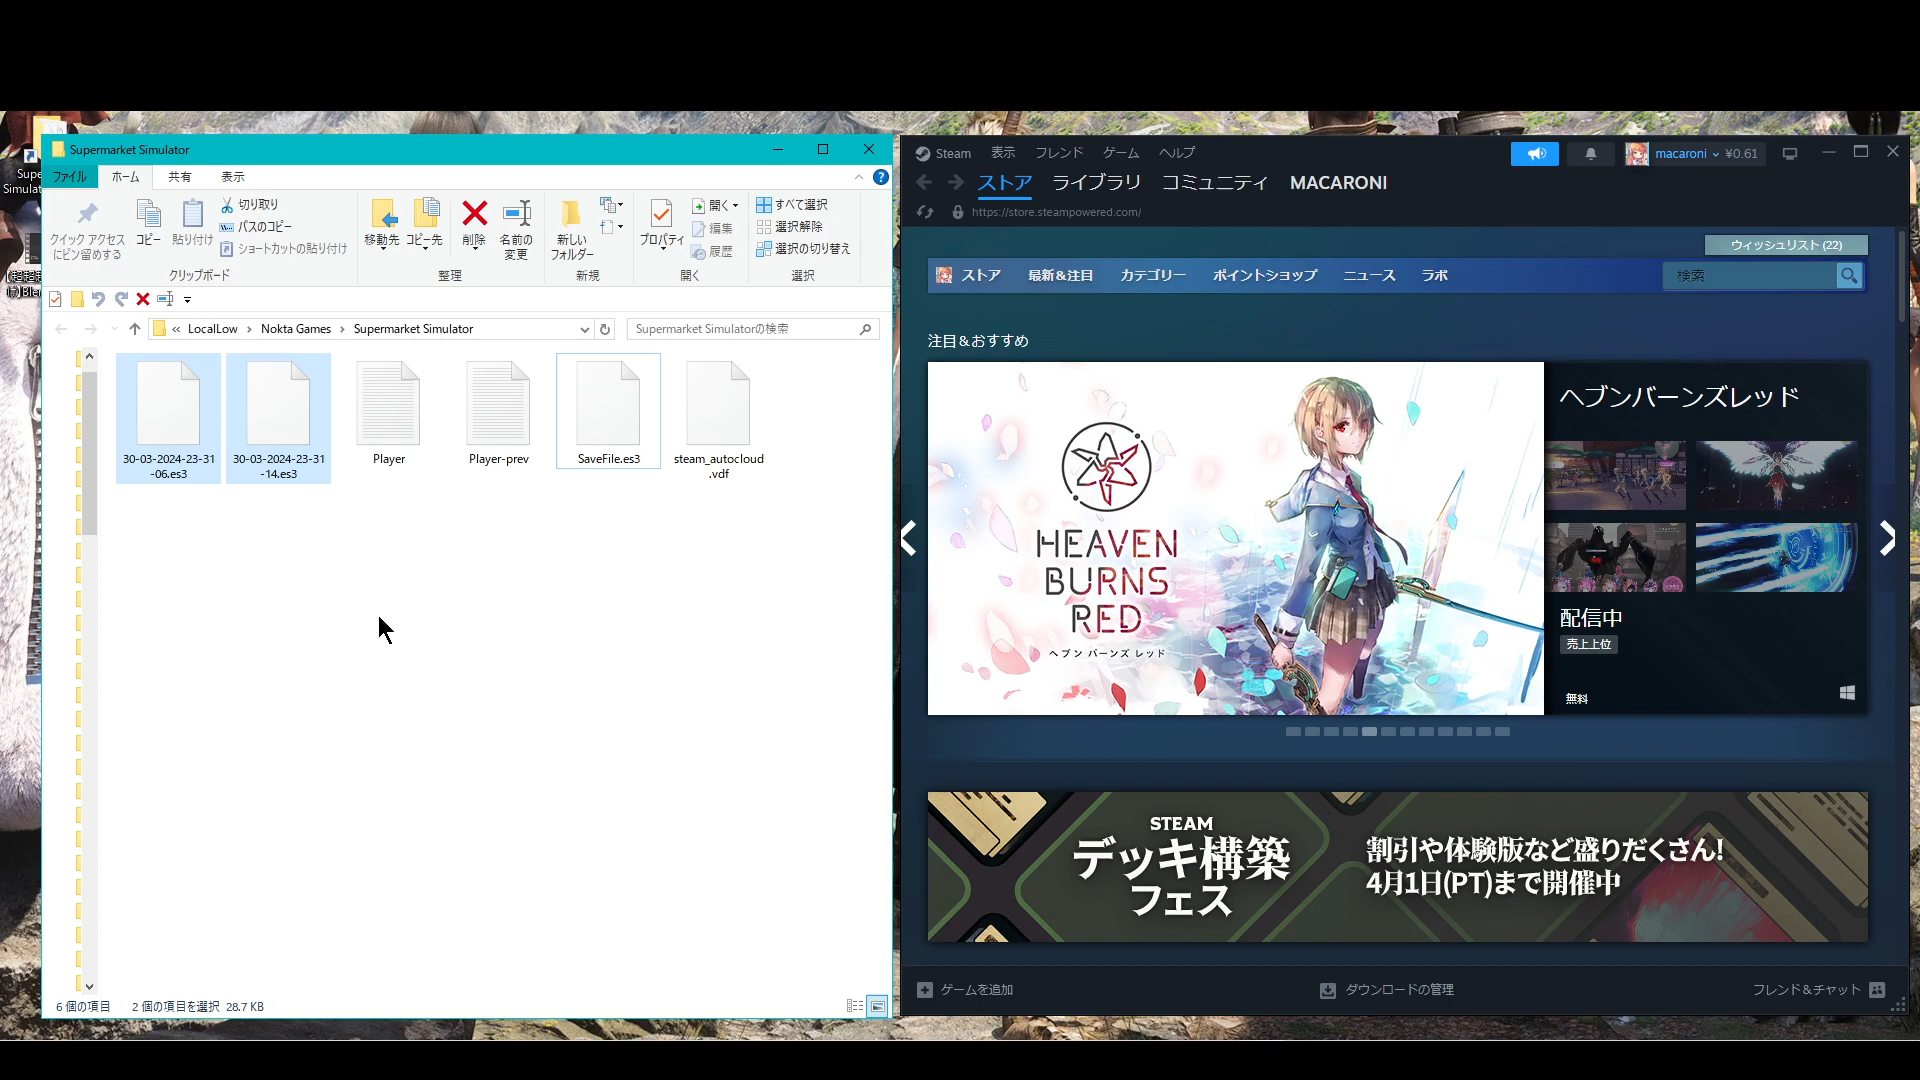 Supe
Simulat
Supermarket Simulator
ファイル
ホーム
共有
表示
クイック アクセス
にピン留めする
コピー
貼り付け
切り取り
パスのコピー
ショートカットの貼り付け
クリップボード
移動先
コピー先
削除
名前の
変更
整理
新しい
フォルダー
新規
プロパティ
開く
編集
履歴
開く
すべて選択
選択解除
選択の切り替え
選択
« LocalLow › Nokta Games › Supermarket Simulator
Supermarket Simulatorの検索
30-03-2024-23-31
-06.es3
30-03-2024-23-31
-14.es3
Player
Player-prev
SaveFile.es3
steam_autocloud
.vdf
6 個の項目
2 個の項目を選択 28.7 KB
Steam
表示
フレンド
ゲーム
ヘルプ
macaroni
¥0.61
ストア
ライブラリ
コミュニティ
MACARONI
https://store.steampowered.com/
ウィッシュリスト (22)
ストア
最新&注目
カテゴリー
ポイントショップ
ニュース
ラボ
検索
注目&おすすめ
HEAVEN
BURNS
RED
ヘブン バーンズ レッド
ヘブンバーンズレッド
配信中
売上上位
無料
STEAM
デッキ構築
フェス
割引や体験版など盛りだくさん!
4月1日(PT)まで開催中
ゲームを追加
ダウンロードの管理
フレンド&チャット